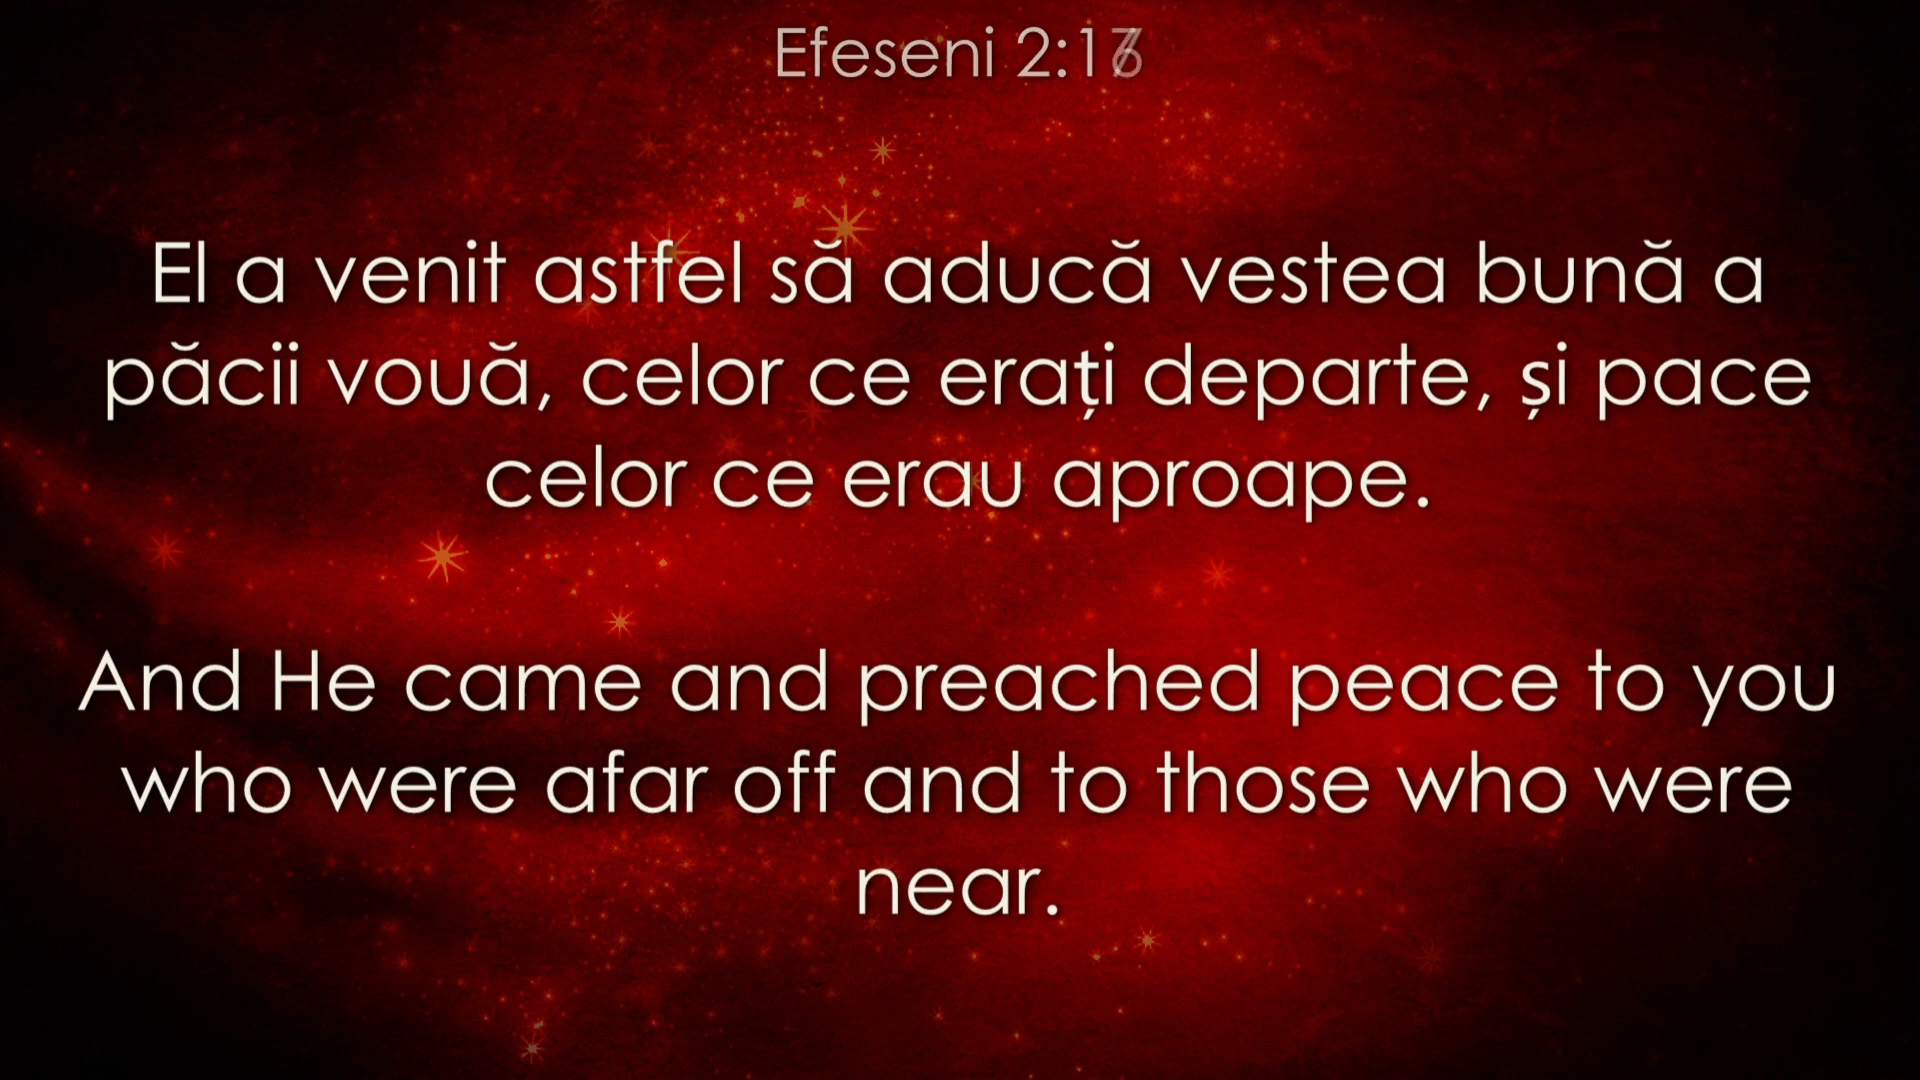 Efeseni 2:1
El a venit astfel să aducă vestea bună a
păcii vouă, celor ce erați departe, și pace
celor ce erau aproape.
And He came and preached peace to you
who were afar off and to those who were
near.